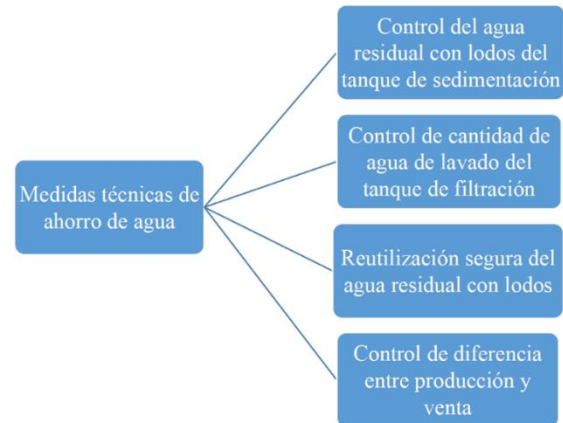 Medidas técnicas de
ahorro de agua
Control del agua
residual con lodos del
tanque de sedimentación
Control de cantidad de
agua de lavado del
tanque de filtración
Reutilización segura del
agua residual con lodos
Control de diferencia
entre producción y
venta